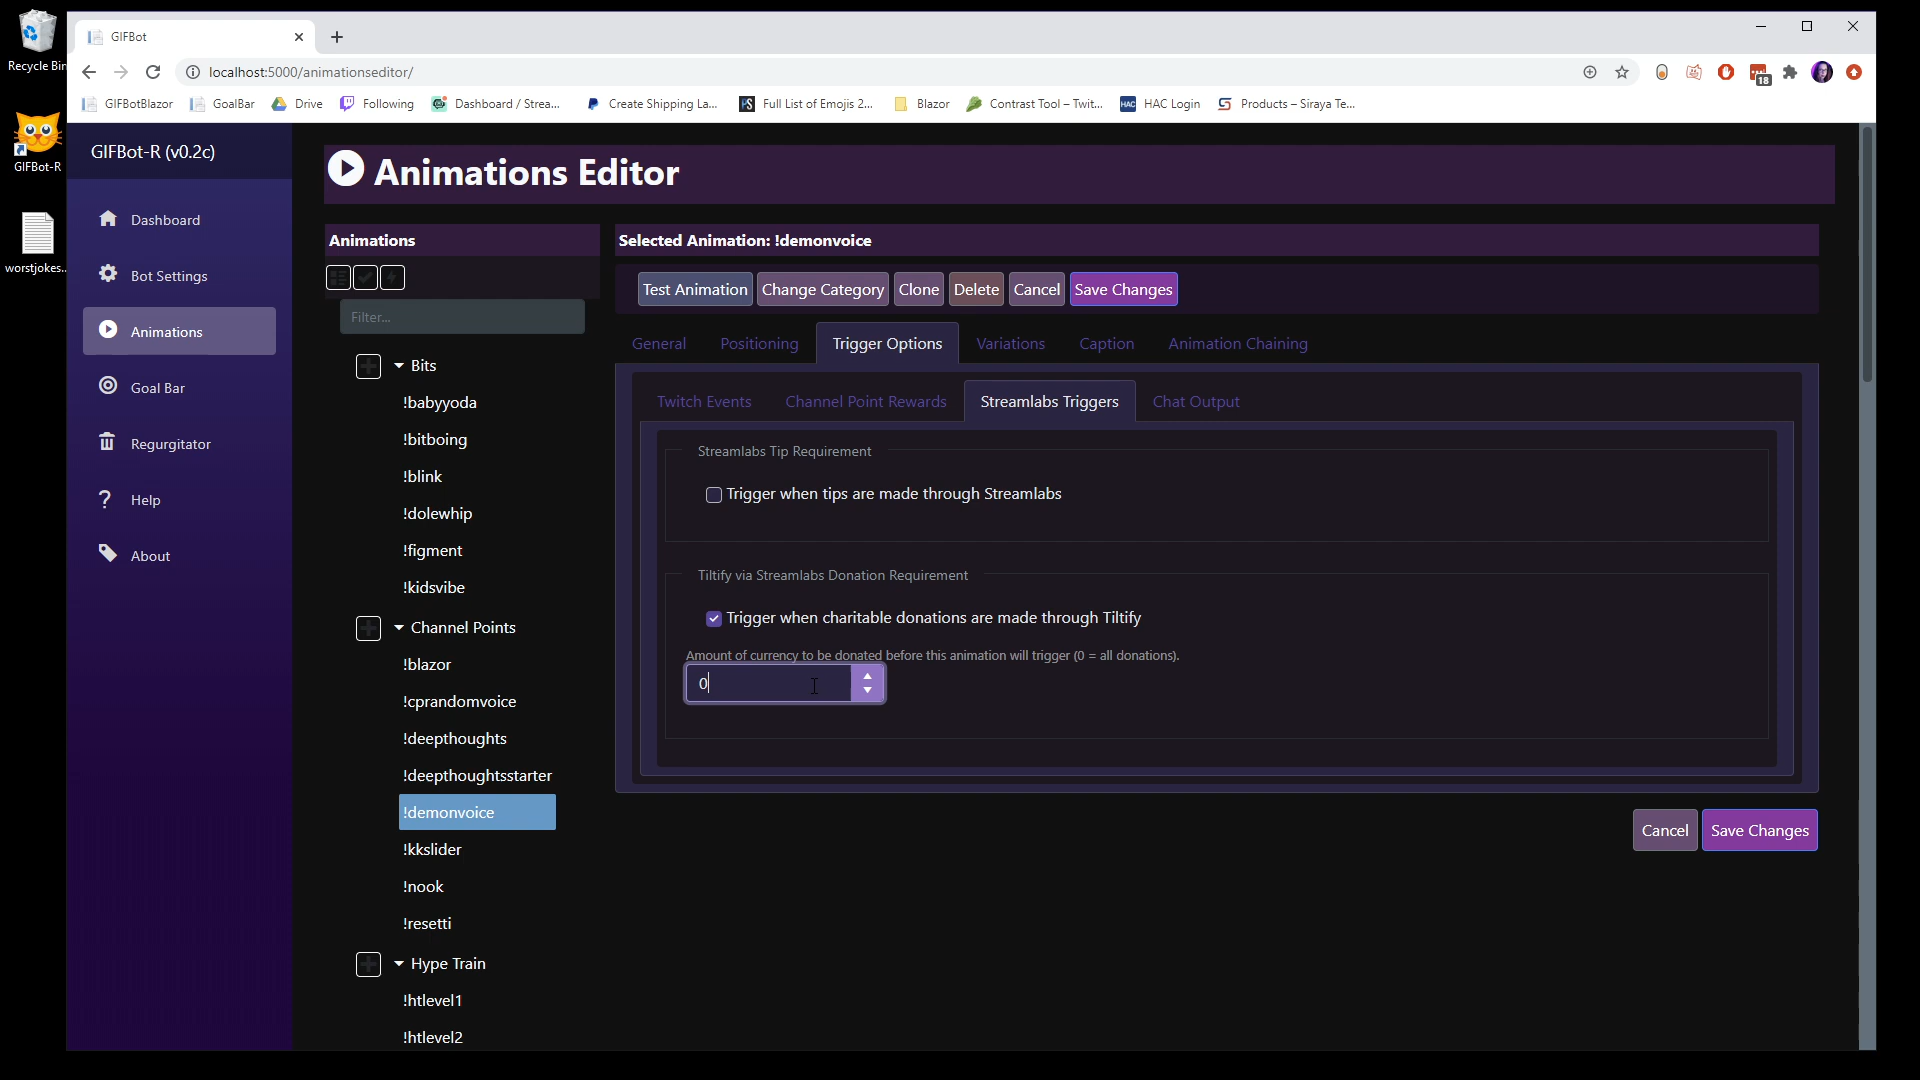 Recycle Bin
GIFBot-R
worstjokes...
GIFBot
localhost:5000/animationseditor/
18
GIFBotBlazor
GoalBar
Drive
Following
Dashboard / Strea...
Create Shipping La...
Full List of Emojis 2...
Blazor
Contrast Tool – Twit...
HAC
HAC Login
Products – Siraya Te...
GIFBot-R (v0.2c)
Dashboard
Bot Settings
Animations
Goal Bar
Regurgitator
Help
About
Animations Editor
Animations
Filter...
Bits
!babyyoda
!bitboing
!blink
!dolewhip
!figment
!kidsvibe
Channel Points
!blazor
!cprandomvoice
!deepthoughts
!deepthoughtsstarter
!demonvoice
!kkslider
!nook
!resetti
Hype Train
!htlevel1
!htlevel2
Selected Animation: !demonvoice
Test Animation Change Category Clone Delete Cancel Save Changes
General Positioning Trigger Options Variations Caption Animation Chaining
Twitch Events Channel Point Rewards Streamlabs Triggers Chat Output
Streamlabs Tip Requirement
Trigger when tips are made through Streamlabs
Tiltify via Streamlabs Donation Requirement
Trigger when charitable donations are made through Tiltify
Amount of currency to be donated before this animation will trigger (0 = all donations).
0
Cancel Save Changes